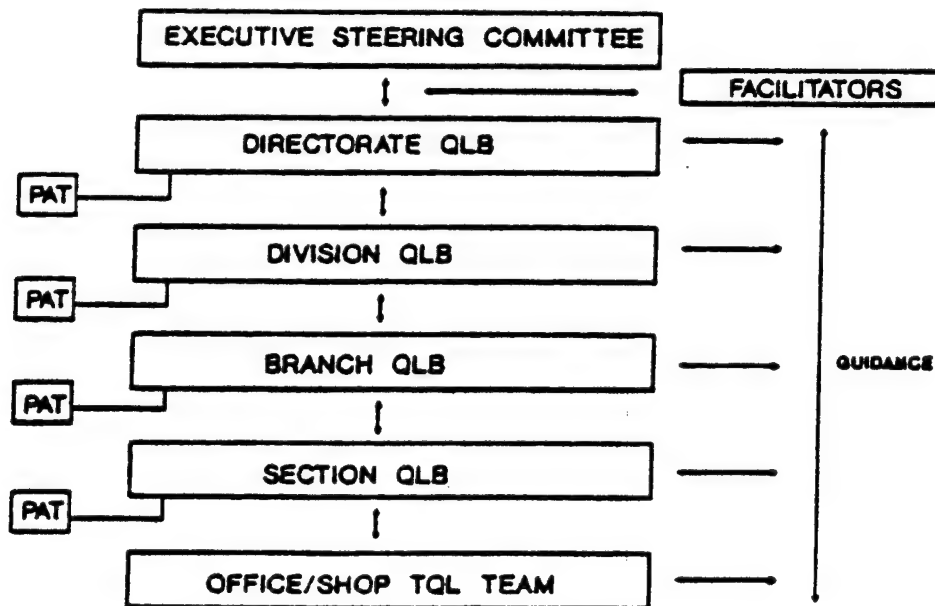 EXECUTIVE STEERING COMMITTEE
FACILITATORS
DIRECTORATE QLB
PAT
DIVISION QLB
PAT
BRANCH QLB
GUIDANCE
PAT
SECTION QLB
PAT
OFFICE/SHOP TQL TEAM